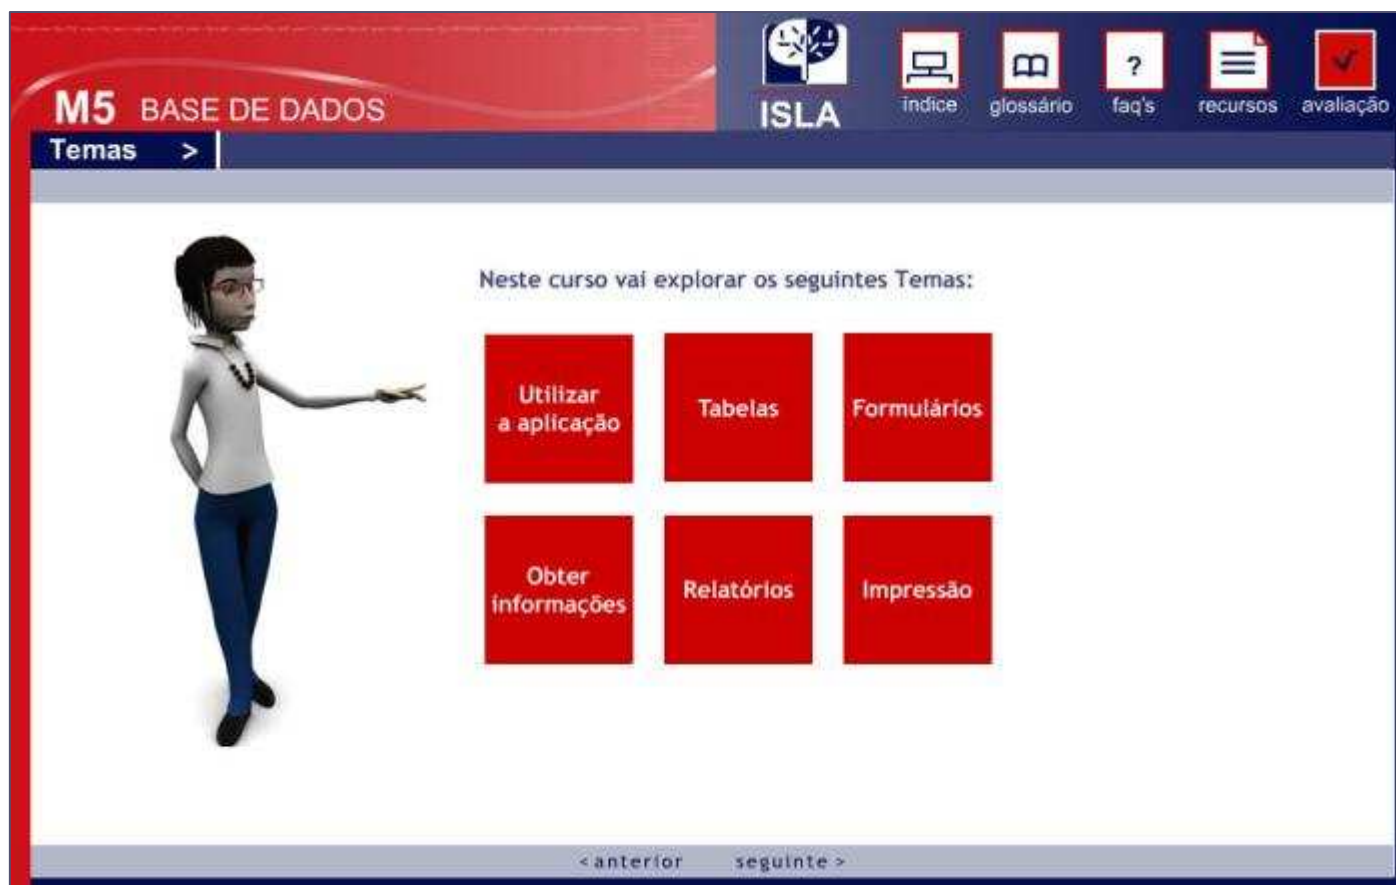 M5 BASE DE DADOS
ISLA
índice
glossário
?
faq's
recursos
avaliação
Temas >
Neste curso vai explorar os seguintes Temas:
Utilizar
a aplicação
Tabelas
Formulários
Obter
informações
Relatórios
Impressão
< anterior seguinte >